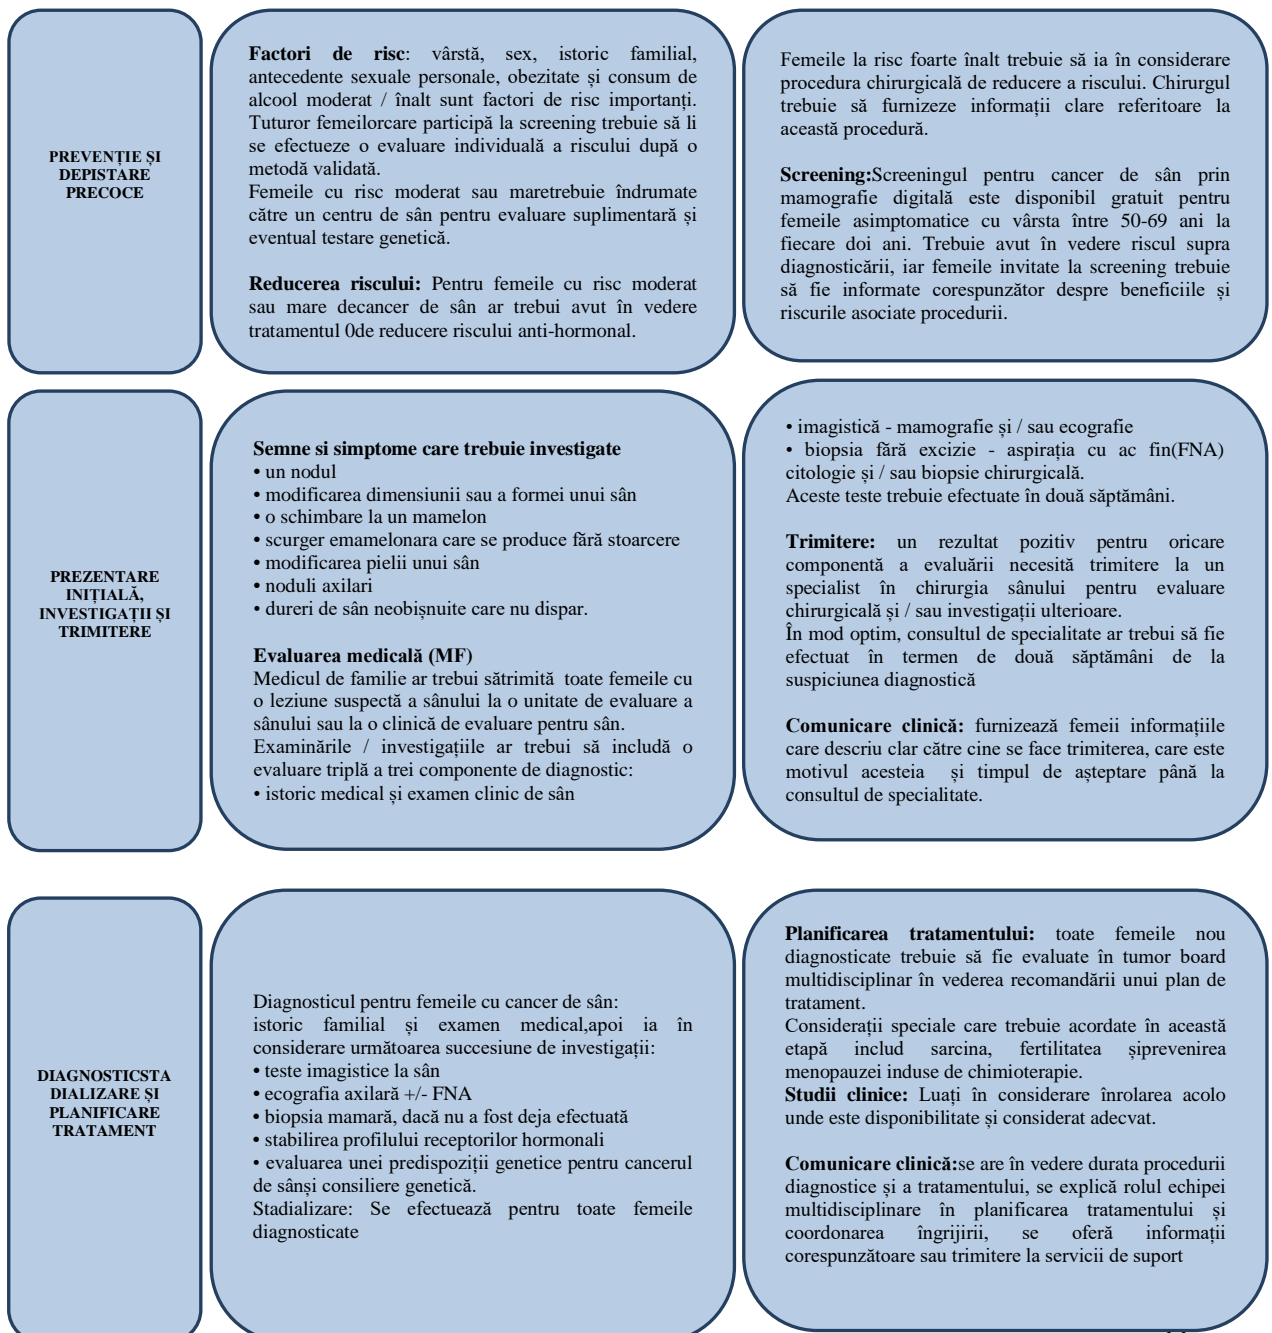 PREVENȚIE ȘI
DEPISTARE
PRECOCE
Factori de risc: vârstă, sex, istoric familial,
antecedente sexuale personale, obezitate și consum de
alcool moderat / înalt sunt factori de risc importanți.
Tuturor femeilorcare participă la screening trebuie să li
se efectueze o evaluare individuală a riscului după o
metodă validată.
Femeile cu risc moderat sau maretrebuie îndrumate
către un centru de sân pentru evaluare suplimentară și
eventual testare genetică.
Reducerea riscului: Pentru femeile cu risc moderat
sau mare decancer de sân ar trebui avut în vedere
tratamentul 0de reducere riscului anti-hormonal.
Femeile la risc foarte înalt trebuie să ia în considerare
procedura chirurgicală de reducere a riscului. Chirurgul
trebuie să furnizeze informații clare referitoare la
această procedură.
Screening:Screeningul pentru cancer de sân prin
mamografie digitală este disponibil gratuit pentru
femeile asimptomatice cu vârsta între 50-69 ani la
fiecare doi ani. Trebuie avut în vedere riscul supra
diagnosticării, iar femeile invitate la screening trebuie
să fie informate corespunzător despre beneficiile și
riscurile asociate procedurii.
PREZENTARE
INIȚIALĂ,
INVESTIGAȚII ȘI
TRIMITERE
Semne si simptome care trebuie investigate
• un nodul
• modificarea dimensiunii sau a formei unui sân
• o schimbare la un mamelon
• scurger emamelonara care se produce fără stoarcere
• modificarea pielii unui sân
• noduli axilari
• dureri de sân neobișnuite care nu dispar.
Evaluarea medicală (MF)
Medicul de familie ar trebui sătrimită toate femeile cu
o leziune suspectă a sânului la o unitate de evaluare a
sânului sau la o clinică de evaluare pentru sân.
Examinările / investigațiile ar trebui să includă o
evaluare triplă a trei componente de diagnostic:
• istoric medical și examen clinic de sân
• imagistică - mamografie și / sau ecografie
• biopsia fără excizie - aspirația cu ac fin(FNA)
citologie și / sau biopsie chirurgicală.
Aceste teste trebuie efectuate în două săptămâni.
Trimitere: un rezultat pozitiv pentru oricare
componentă a evaluării necesită trimitere la un
specialist în chirurgia sânului pentru evaluare
chirurgicală și / sau investigații ulterioare.
În mod optim, consultul de specialitate ar trebui să fie
efectuat în termen de două săptămâni de la
suspiciunea diagnostică
Comunicare clinică: furnizează femeii informațiile
care descriu clar către cine se face trimiterea, care este
motivul acesteia și timpul de așteptare până la
consultul de specialitate.
DIAGNOSTICSTA
DIALIZARE ȘI
PLANIFICARE
TRATAMENT
Diagnosticul pentru femeile cu cancer de sân:
istoric familial și examen medical,apoi ia în
considerare următoarea succesiune de investigații:
• teste imagistice la sân
• ecografia axilară +/- FNA
• biopsia mamară, dacă nu a fost deja efectuată
• stabilirea profilului receptorilor hormonali
• evaluarea unei predispoziții genetice pentru cancerul
de sânși consiliere genetică.
Stadializare: Se efectuează pentru toate femeile
diagnosticate
Planificarea tratamentului: toate femeile nou
diagnosticate trebuie să fie evaluate în tumor board
multidisciplinar în vederea recomandării unui plan de
tratament.
Considerații speciale care trebuie acordate în această
etapă includ sarcina, fertilitatea șiprevenirea
menopauzei induse de chimioterapie.
Studii clinice: Luați în considerare înrolarea acolo
unde este disponibilitate și considerat adecvat.
Comunicare clinică:se are în vedere durata procedurii
diagnostice și a tratamentului, se explică rolul echipei
multidisciplinare în planificarea tratamentului și
coordonarea îngrijirii, se oferă informații
corespunzătoare sau trimitere la servicii de suport